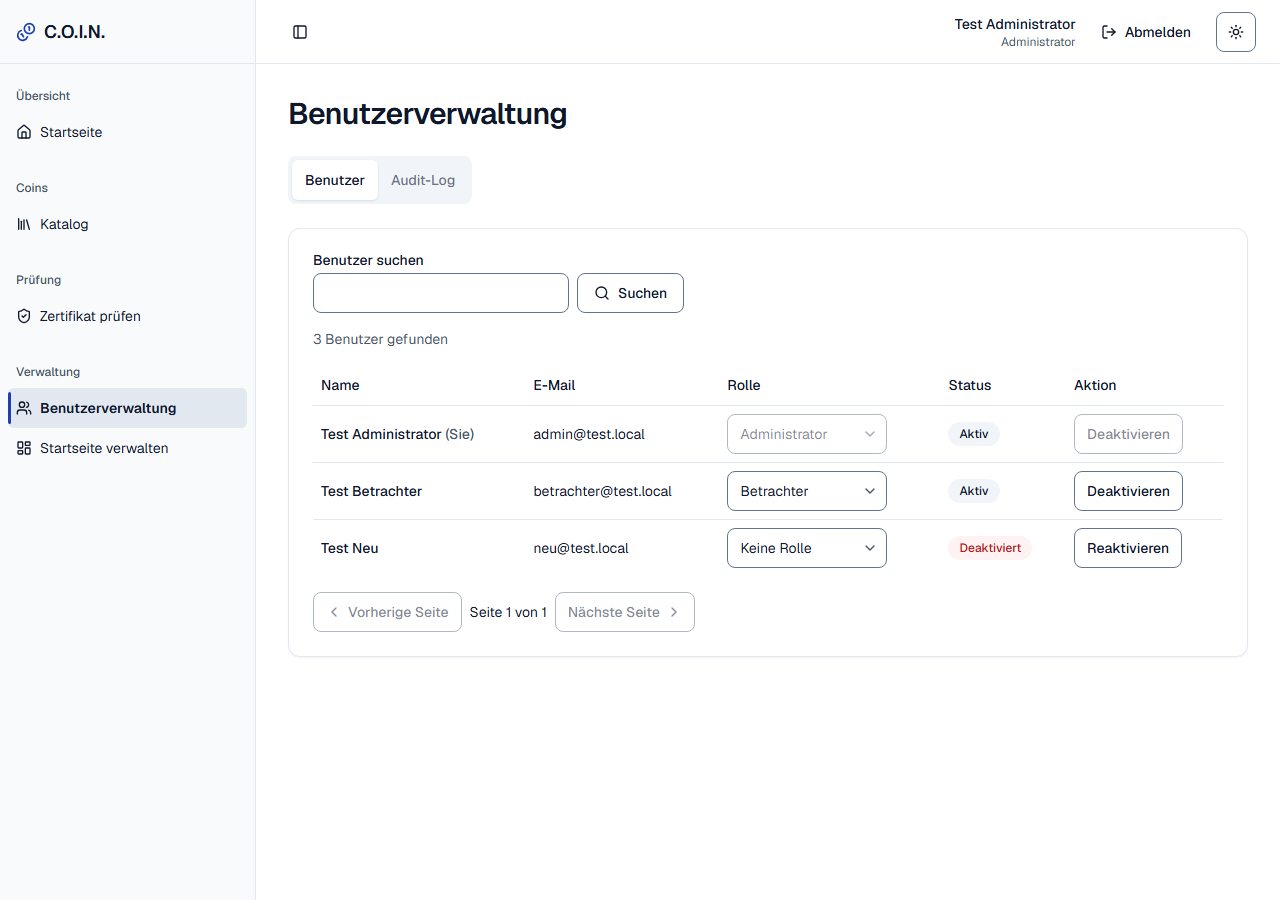 C.O.I.N.
Test Administrator
Administrator
Abmelden
Übersicht
Startseite
Coins
Katalog
Prüfung
Zertifikat prüfen
Verwaltung
Benutzerverwaltung
Startseite verwalten
Benutzerverwaltung
Benutzer Audit-Log
Benutzer suchen
Suchen
3 Benutzer gefunden
Name E-Mail Rolle Status Aktion
Test Administrator (Sie) admin@test.local Administrator Aktiv Deaktivieren
Test Betrachter betrachter@test.local Betrachter Aktiv Deaktivieren
Test Neu neu@test.local Keine Rolle Deaktiviert Reaktivieren
Vorherige Seite Seite 1 von 1 Nächste Seite